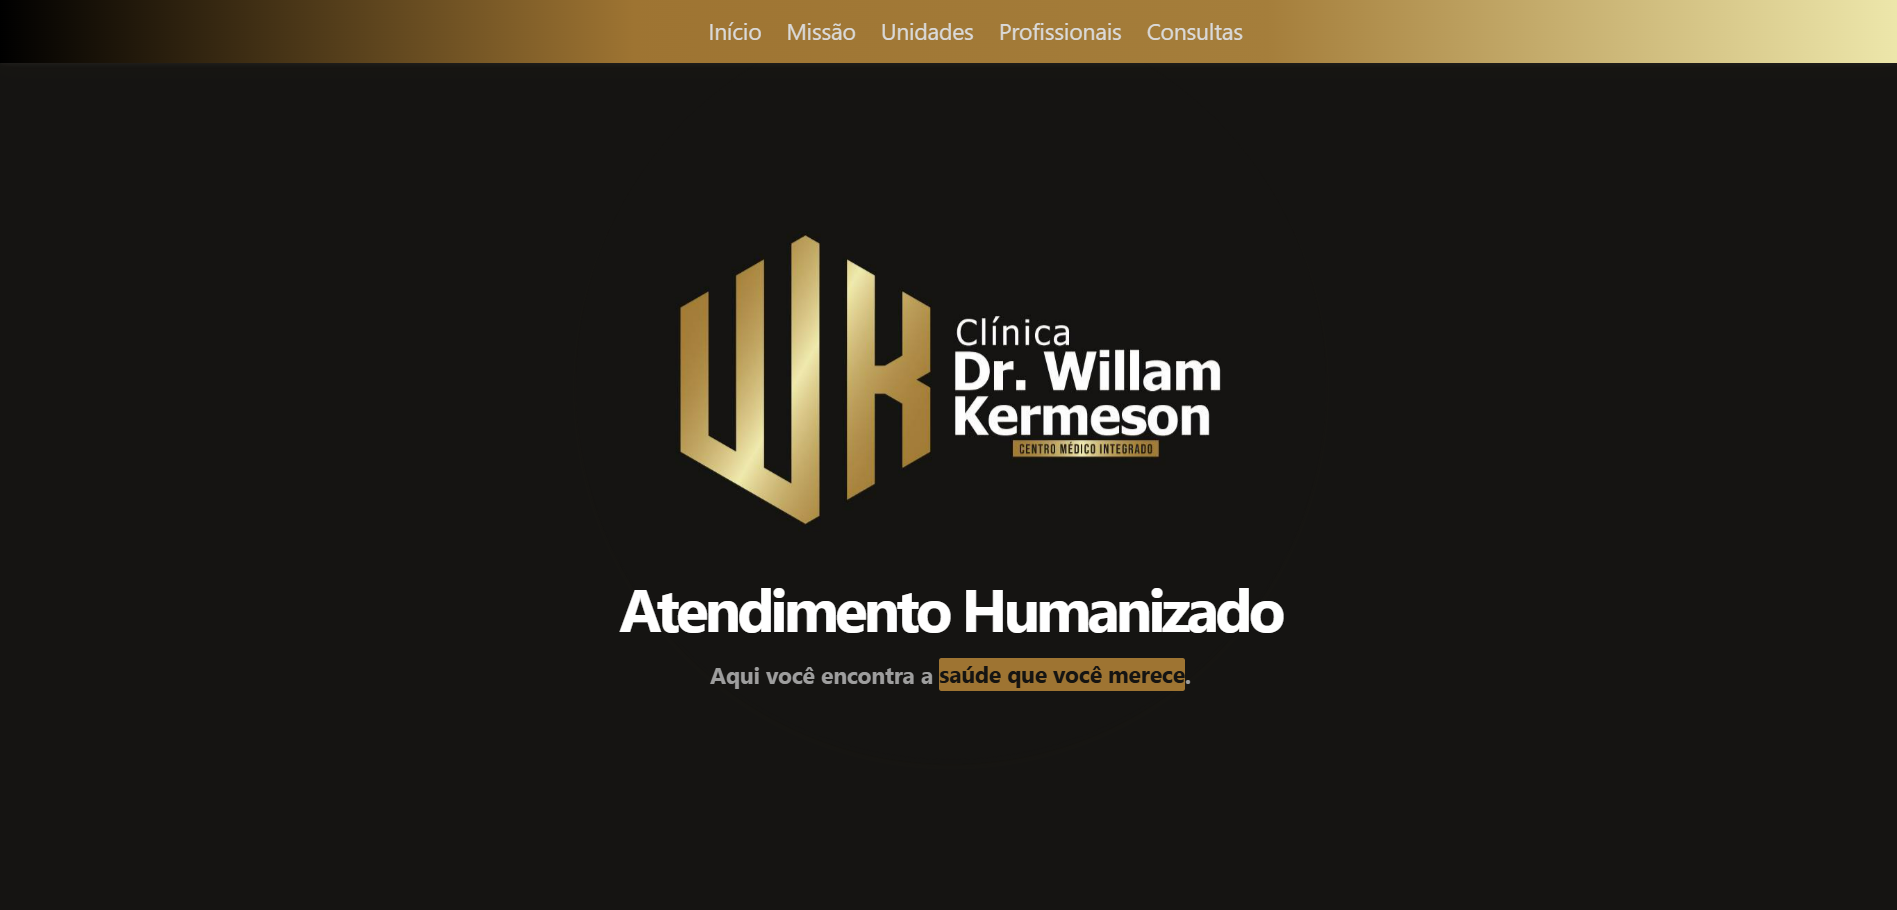 Início Missão Unidades Profissionais Consultas
WK
Clínica
Dr. Willam
Kermeson
CENTRO MÉDICO INTEGRADO
Atendimento Humanizado
Aqui você encontra a saúde que você merece.